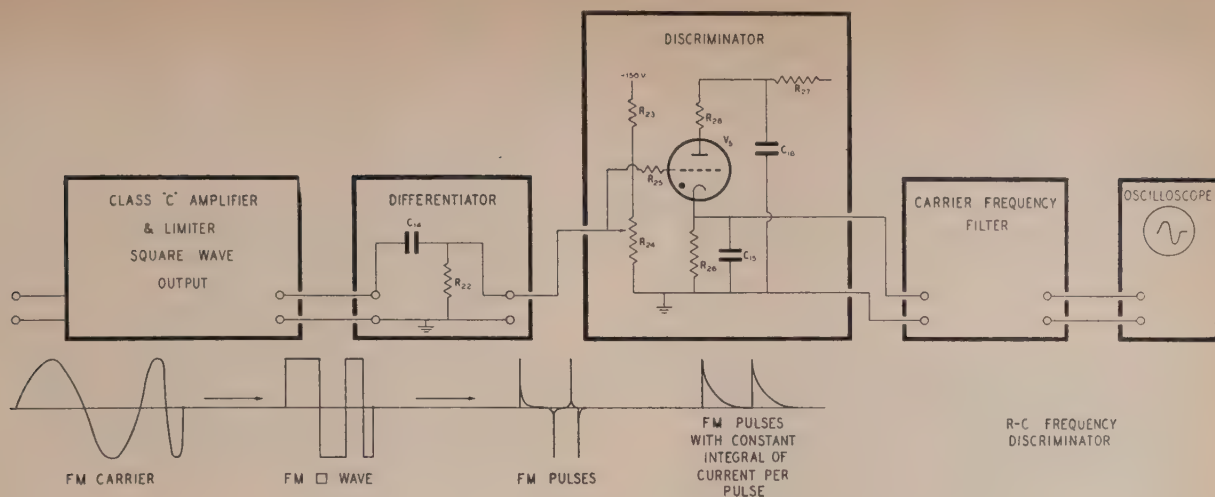 DISCRIMINATOR
-150 V
R23
R28
R27
V5
C16
R25
R24
R26
C15
CLASS "C" AMPLIFIER
& LIMITER
SQUARE WAVE
OUTPUT
DIFFERENTIATOR
C14
R22
CARRIER FREQUENCY
FILTER
OSCILLOSCOPE
FM CARRIER
FM □ WAVE
FM PULSES
FM PULSES
WITH CONSTANT
INTEGRAL OF
CURRENT PER
PULSE
R-C FREQUENCY
DISCRIMINATOR